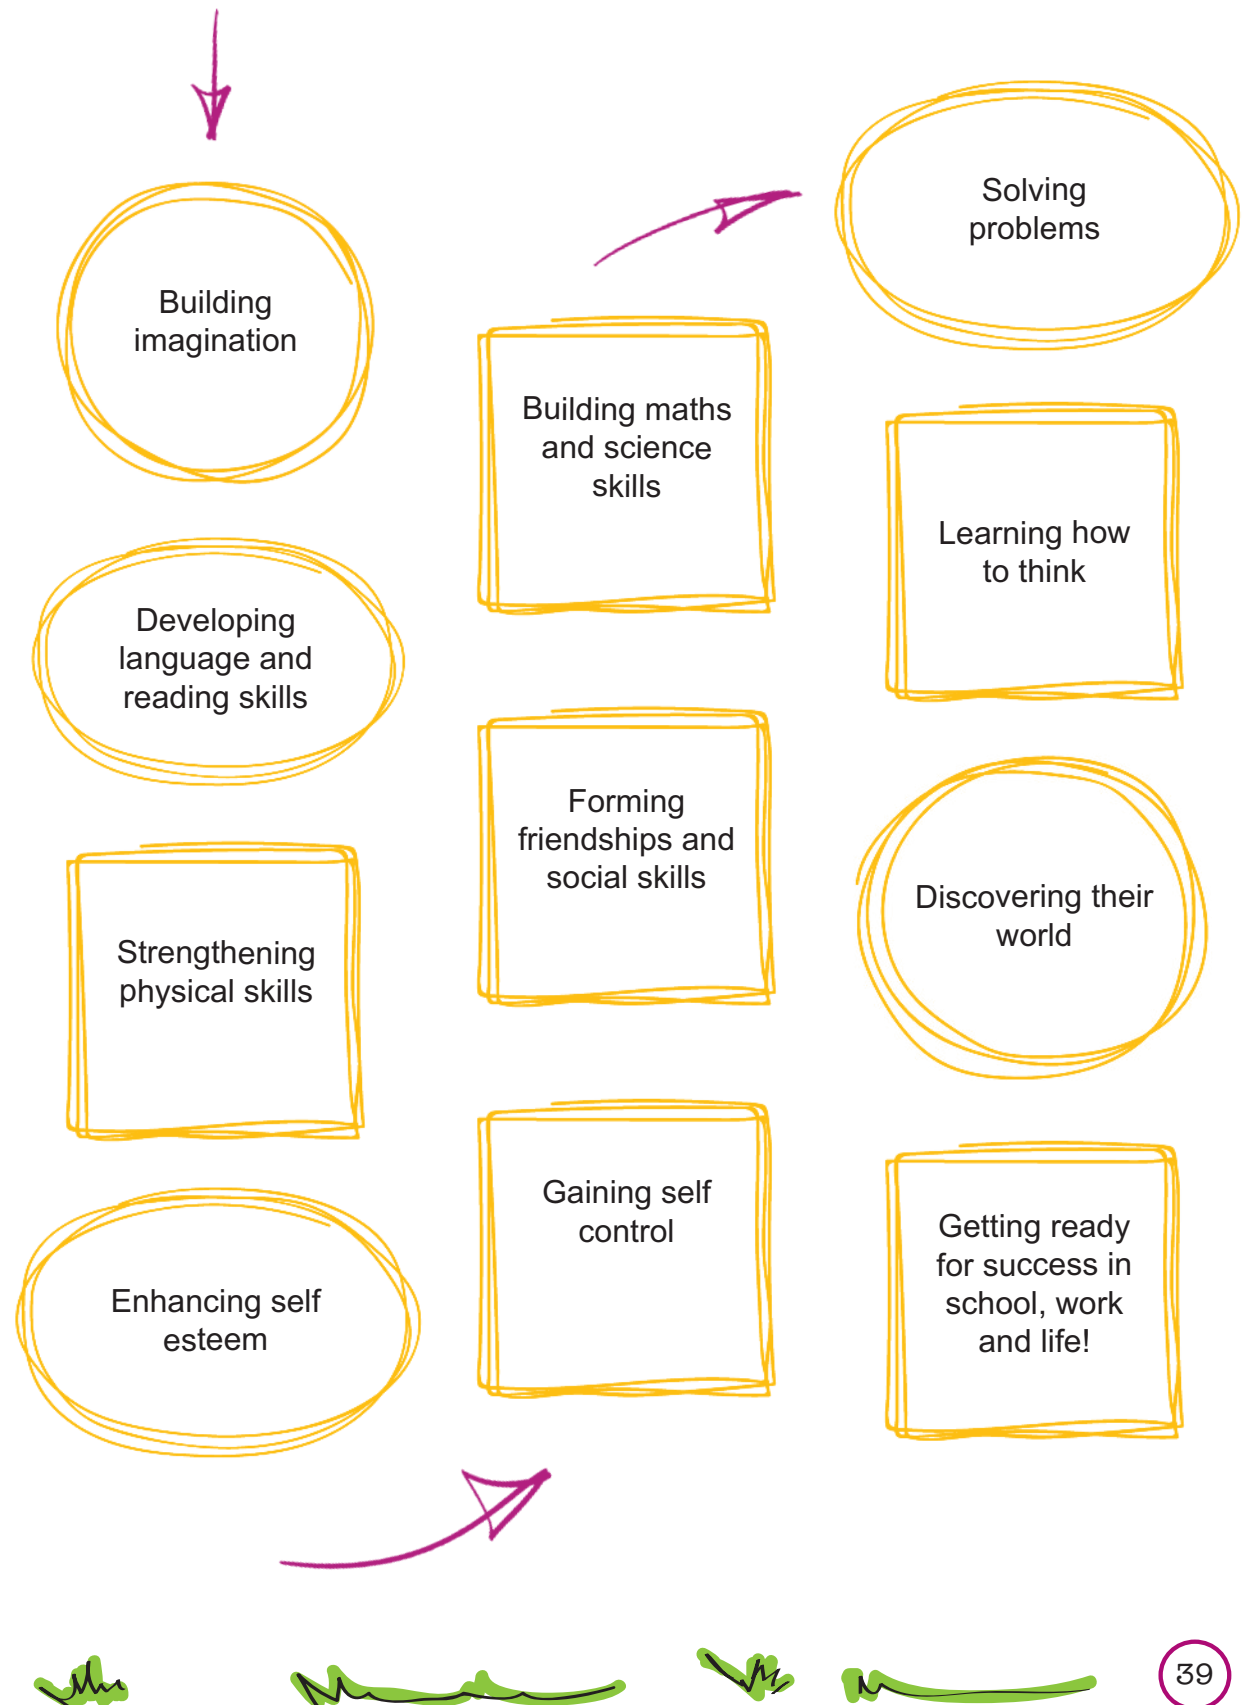 Building
imagination
Developing
language and
reading skills
Strengthening
physical skills
Enhancing self
esteem
Gaining self
control
Forming
friendships and
social skills
Building maths
and science
skills
Solving
problems
Learning how
to think
Discovering their
world
Getting ready
for success in
school, work
and life!
39